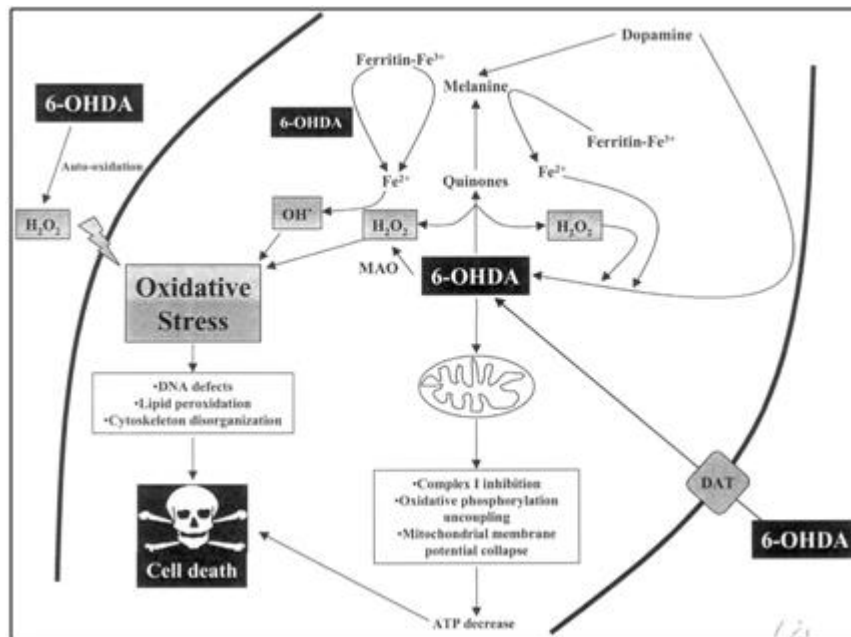 Dopamine
Ferritin-Fe³⁺
Melanine
6-OHDA
6-OHDA
Ferritin-Fe³⁺
Auto-oxidation
Fe²⁺
Quinones
Fe²⁺
OH•
H₂O₂
H₂O₂
H₂O₂
MAO
6-OHDA
Oxidative
Stress
•DNA defects
•Lipid peroxidation
•Cytoskeleton disorganization
•Complex I inhibition
•Oxidative phosphorylation
uncoupling
•Mitochondrial membrane
potential collapse
DAT
6-OHDA
Cell death
ATP decrease